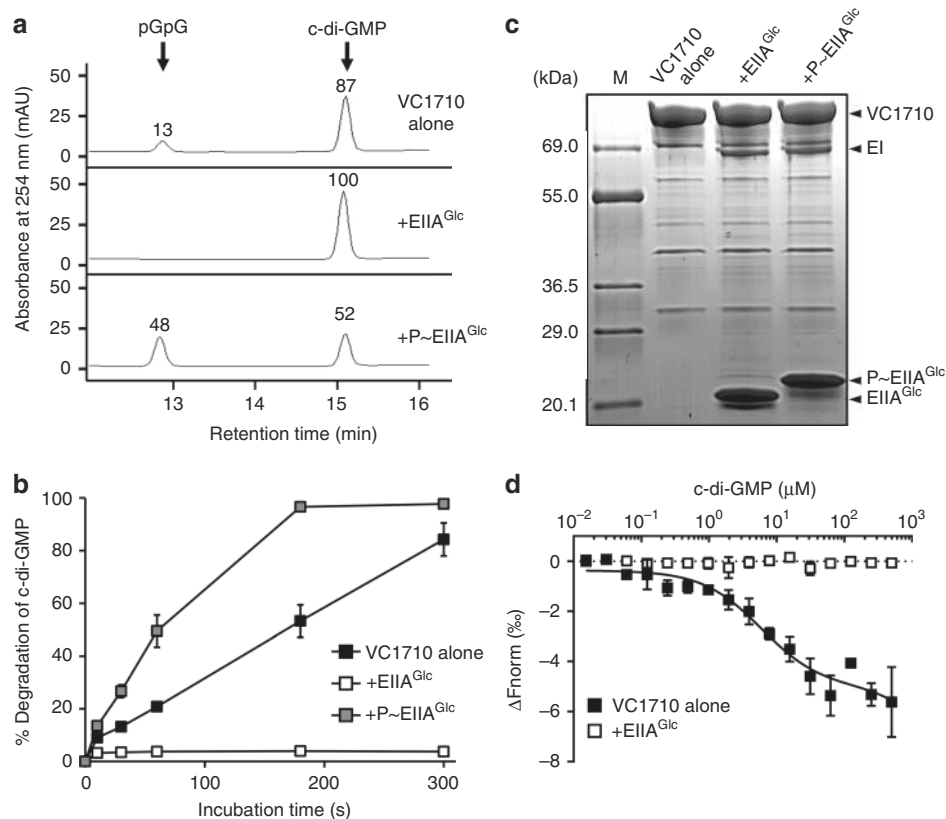 a
pGpG
c-di-GMP
50
25
0
13
87
VC1710
alone
50
25
0
100
+EIIA^Glc
50
25
0
48
52
+P~EIIA^Glc
13
14
15
16
Retention time (min)
Absorbance at 254 nm (mAU)
b
100
80
60
40
20
0
0
100
200
300
% Degradation of c-di-GMP
Incubation time (s)
VC1710 alone
+EIIA^Glc
+P~EIIA^Glc
c
(kDa)
M
VC1710
alone
+EIIA^Glc
+P~EIIA^Glc
69.0
55.0
36.5
29.0
20.1
VC1710
EI
P~EIIA^Glc
EIIA^Glc
d
c-di-GMP (μM)
10^−2
10^−1
10^0
10^1
10^2
10^3
0
−2
−4
−6
−8
ΔFnorm (‰)
VC1710 alone
+EIIA^Glc